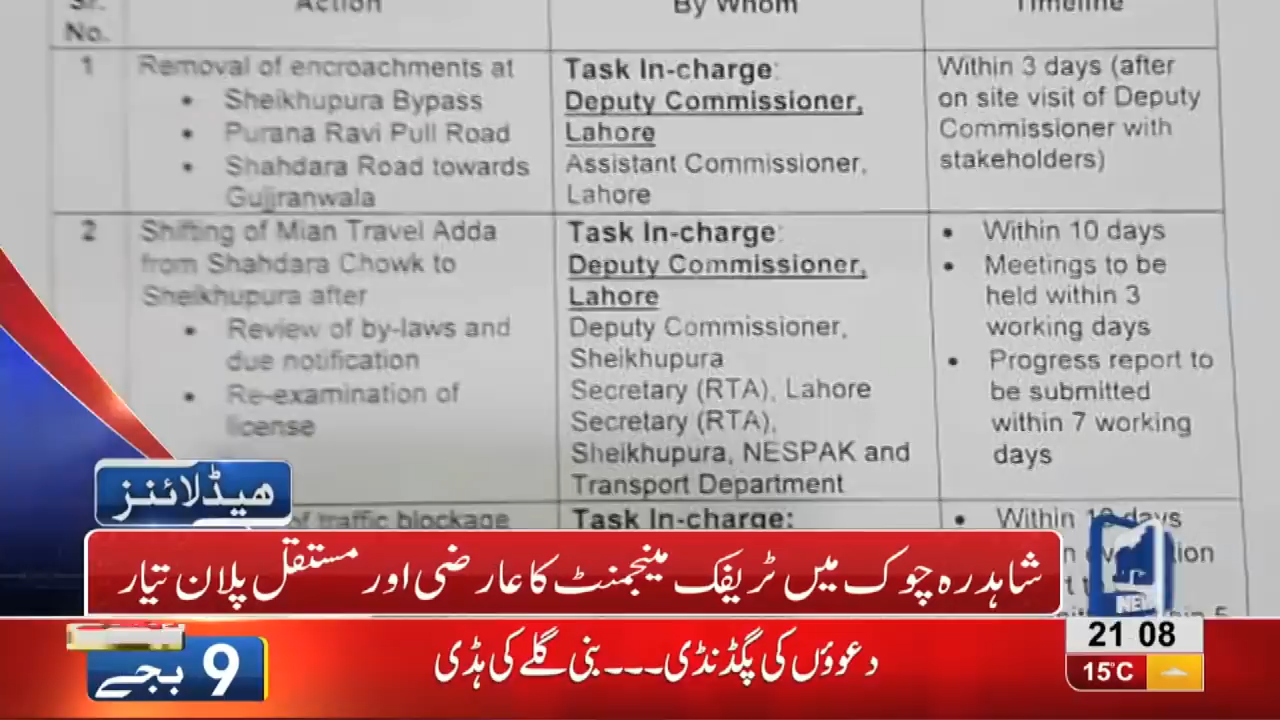 Sr.
No.
Action
By Whom
Timeline
1
Removal of encroachments at
• Sheikhupura Bypass
• Purana Ravi Pull Road
• Shahdara Road towards
Gujjranwala
Task In-charge:
Deputy Commissioner,
Lahore
Assistant Commissioner,
Lahore
Within 3 days (after
on site visit of Deputy
Commissioner with
stakeholders)
2
Shifting of Mian Travel Adda
from Shahdara Chowk to
Sheikhupura after
• Review of by-laws and
due notification
• Re-examination of
license
Task In-charge:
Deputy Commissioner,
Lahore
Deputy Commissioner,
Sheikhupura
Secretary (RTA), Lahore
Secretary (RTA),
Sheikhupura, NESPAK and
Transport Department
• Within 10 days
• Meetings to be
held within 3
working days
• Progress report to
be submitted
within 7 working
days
of traffic blockage
Task In-charge:
• Within
days
ہیڈلائنز
شاہدرہ چوک میں ٹریفک مینجمنٹ کا عارضی اور مستقل پلان تیار
NEWS
9 بجے
دعوؤں کی پگڈنڈی۔۔۔ بنی گلے کی ہڈی
21 08
15°C